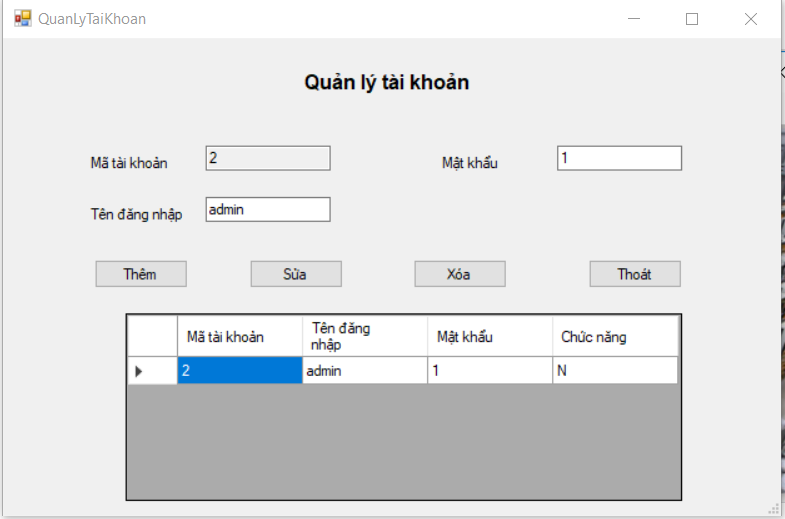 QuanLyTaiKhoan
Quản lý tài khoản
Mã tài khoản 2 Mật khẩu 1
Tên đăng nhập admin
Thêm Sửa Xóa Thoát
Mã tài khoản Tên đăng nhập Mật khẩu Chức năng
2 admin 1 N